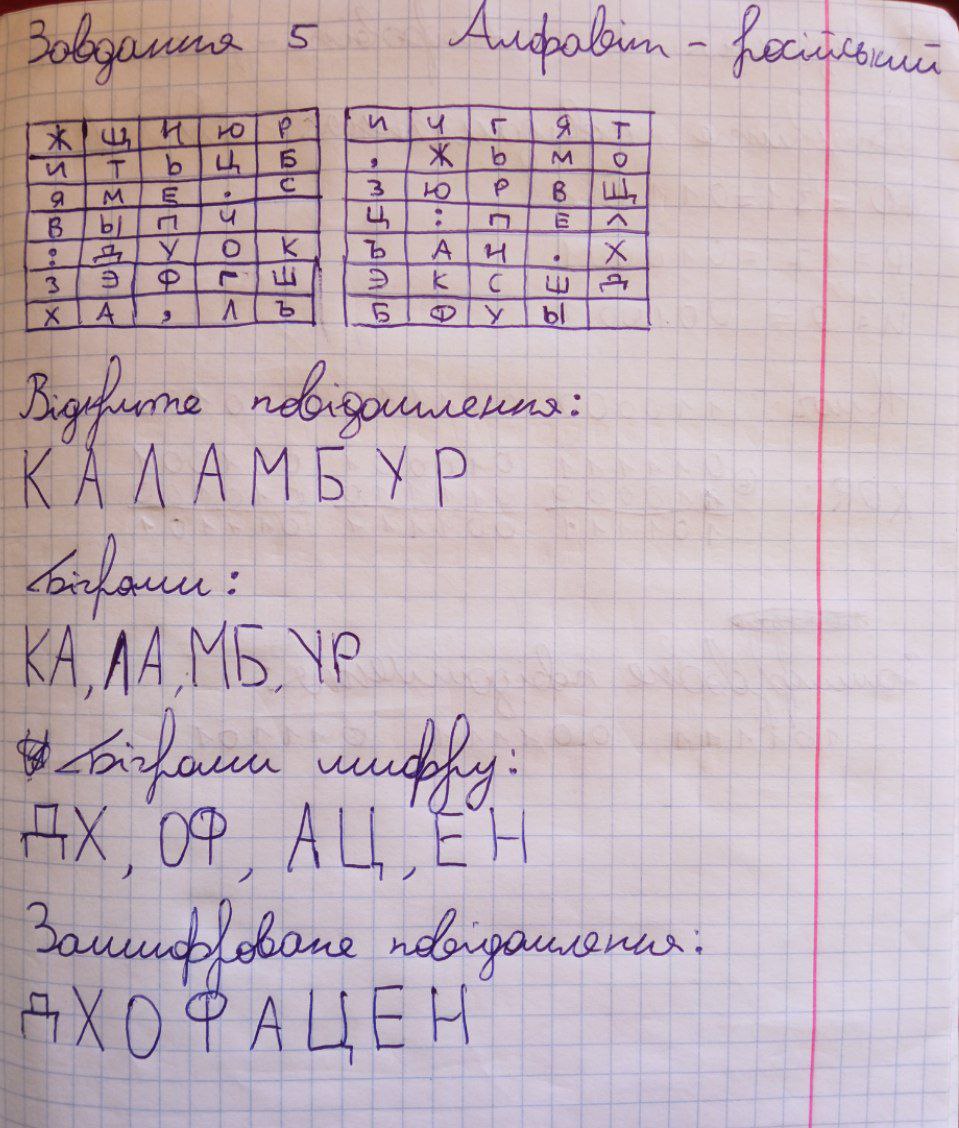 Завдання 5 Алфавіт - російський
Ж Щ Н Ю Р И Ч Г Я Т
И Т Ь Ц Б , Ж Ь М О
Я М Е . С З Ю Р В Щ
В Ы П Ч Ц : П Е Л
: Д У О К Ъ А Н . Х
З Э Ф Г Ш Э К С Ш Д
Х А , Л Ъ Б Ф У Ы
Відкрите повідомлення:
КАЛАМБУР
Біграми:
КА, ЛА, МБ, УР
Біграми шифру:
ДХ, ОФ, АЦ, ЕН
Зашифроване повідомлення:
ДХОФАЦЕН